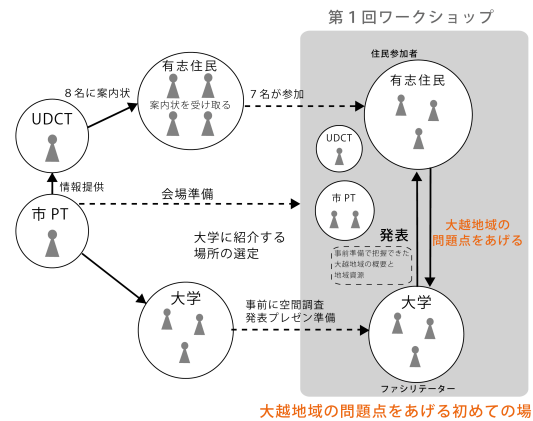 第1回ワークショップ
住民参加者
有志住民
8名に案内状
案内状を受け取る
7名が参加
有志住民
UDCT
UDCT
情報提供
会場準備
市 PT
市 PT
大学に紹介する
場所の選定
発表
大越地域の
問題点をあげる
事前準備で把握できた
大越地域の概要と
地域資源
大学
事前に空間調査
発表プレゼン準備
大学
ファシリテーター
大越地域の問題点をあげる初めての場